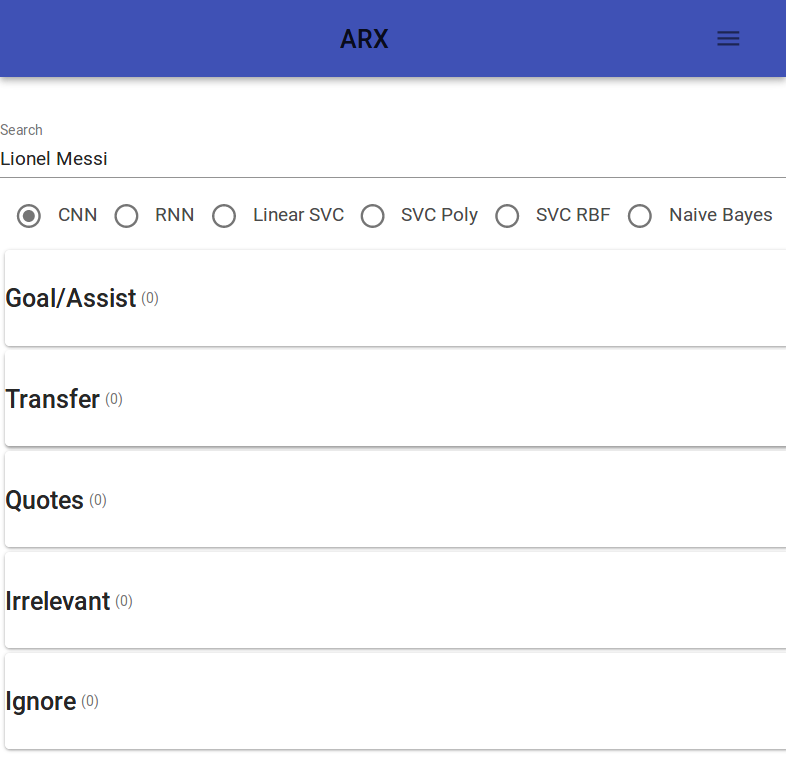 ARX
Search
Lionel Messi
CNN RNN Linear SVC SVC Poly SVC RBF Naive Bayes
Goal/Assist (0)
Transfer (0)
Quotes (0)
Irrelevant (0)
Ignore (0)